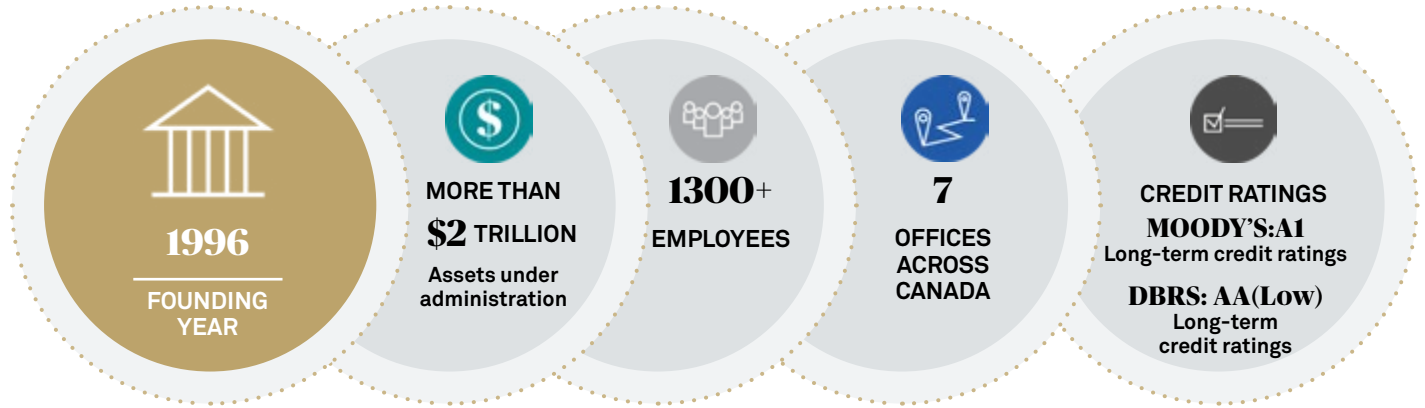 1996
FOUNDING
YEAR
MORE THAN
$2 TRILLION
Assets under
administration
1300+
EMPLOYEES
7
OFFICES
ACROSS
CANADA
CREDIT RATINGS
MOODY'S:A1
Long-term credit ratings
DBRS: AA(Low)
Long-term
credit ratings